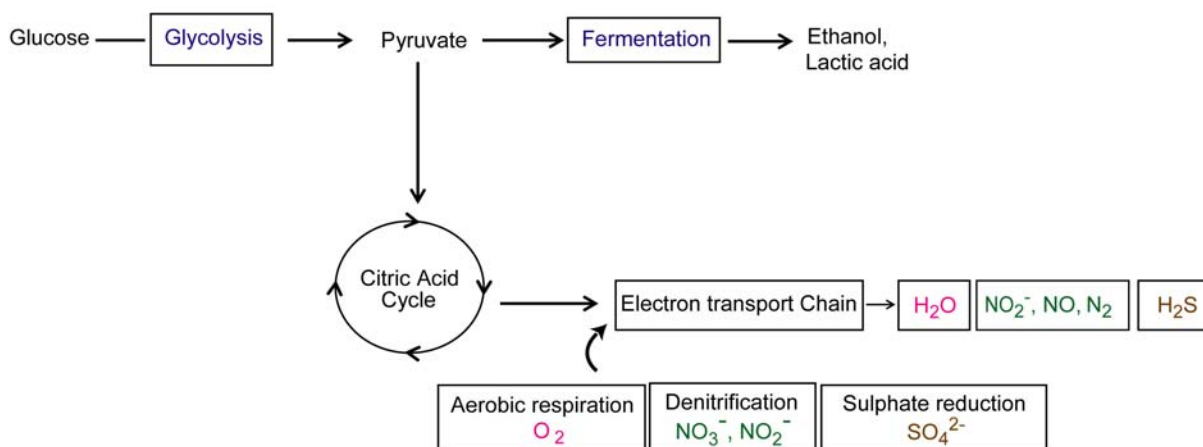 Glucose Glycolysis Pyruvate Fermentation Ethanol,
Lactic acid
Citric Acid
Cycle
Electron transport Chain H₂O NO₂⁻, NO, N₂ H₂S
Aerobic respiration Denitrification Sulphate reduction
O₂ NO₃⁻, NO₂⁻ SO₄²⁻